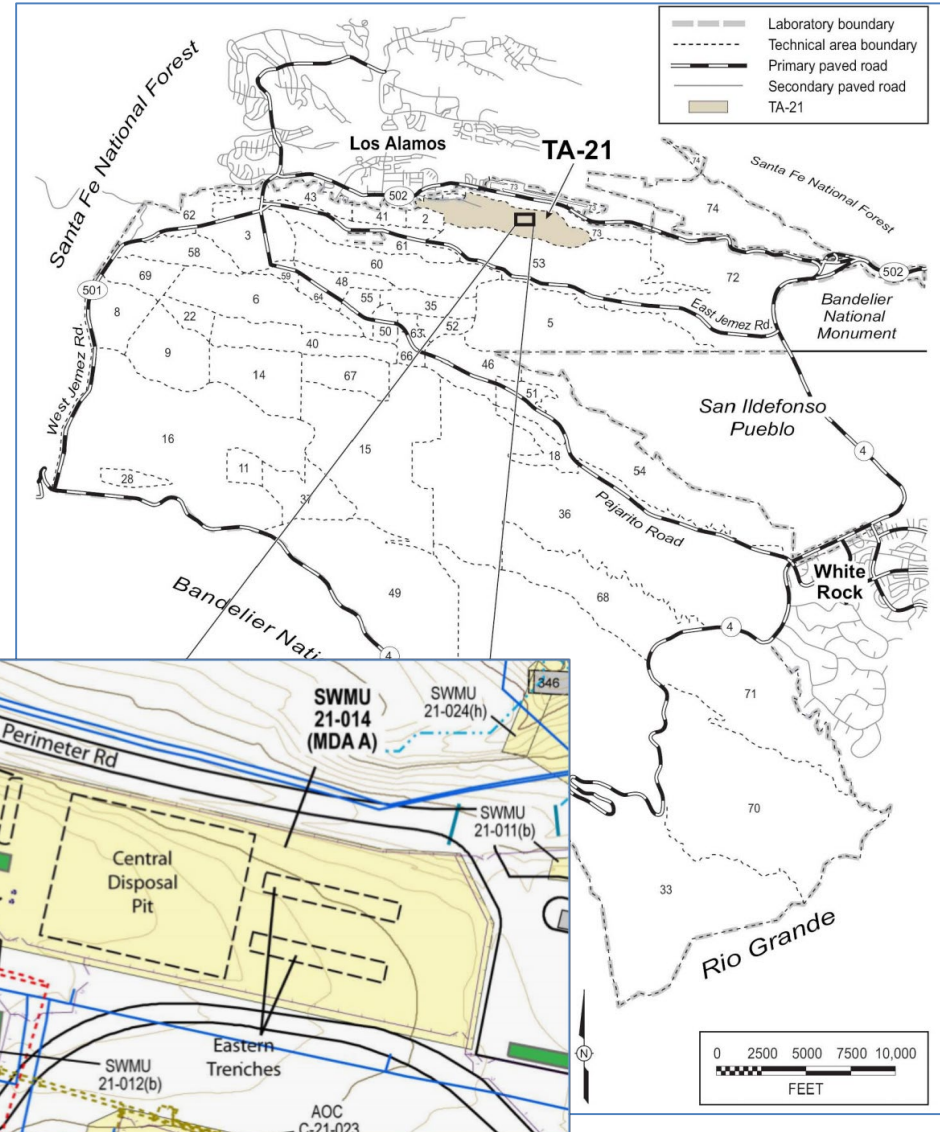 Laboratory boundary
Technical area boundary
Primary paved road
Secondary paved road
TA-21
Santa Fe National Forest
Los Alamos
TA-21
Santa Fe National Forest
74
74
502
73
73
73
43
62
41
2
3
61
53
72
502
58
60
59
48
69
501
64
55
35
6
8
22
52
5
East Jemez Rd.
Bandelier
National
Monument
50
63
40
66
9
46
14
67
51
West Jemez Rd.
San Ildefonso
Pueblo
16
15
18
54
4
11
28
37
36
Pajarito Road
White
Rock
49
68
Bandelier Nati
4
4
71
70
33
Rio Grande
N
0 2500 5000 7500 10,000
FEET
SWMU
21-014
(MDA A)
SWMU
21-024(h)
346
Perimeter Rd
SWMU
21-011(b)
Central
Disposal
Pit
Eastern
Trenches
SWMU
21-012(b)
AOC
C-21-023